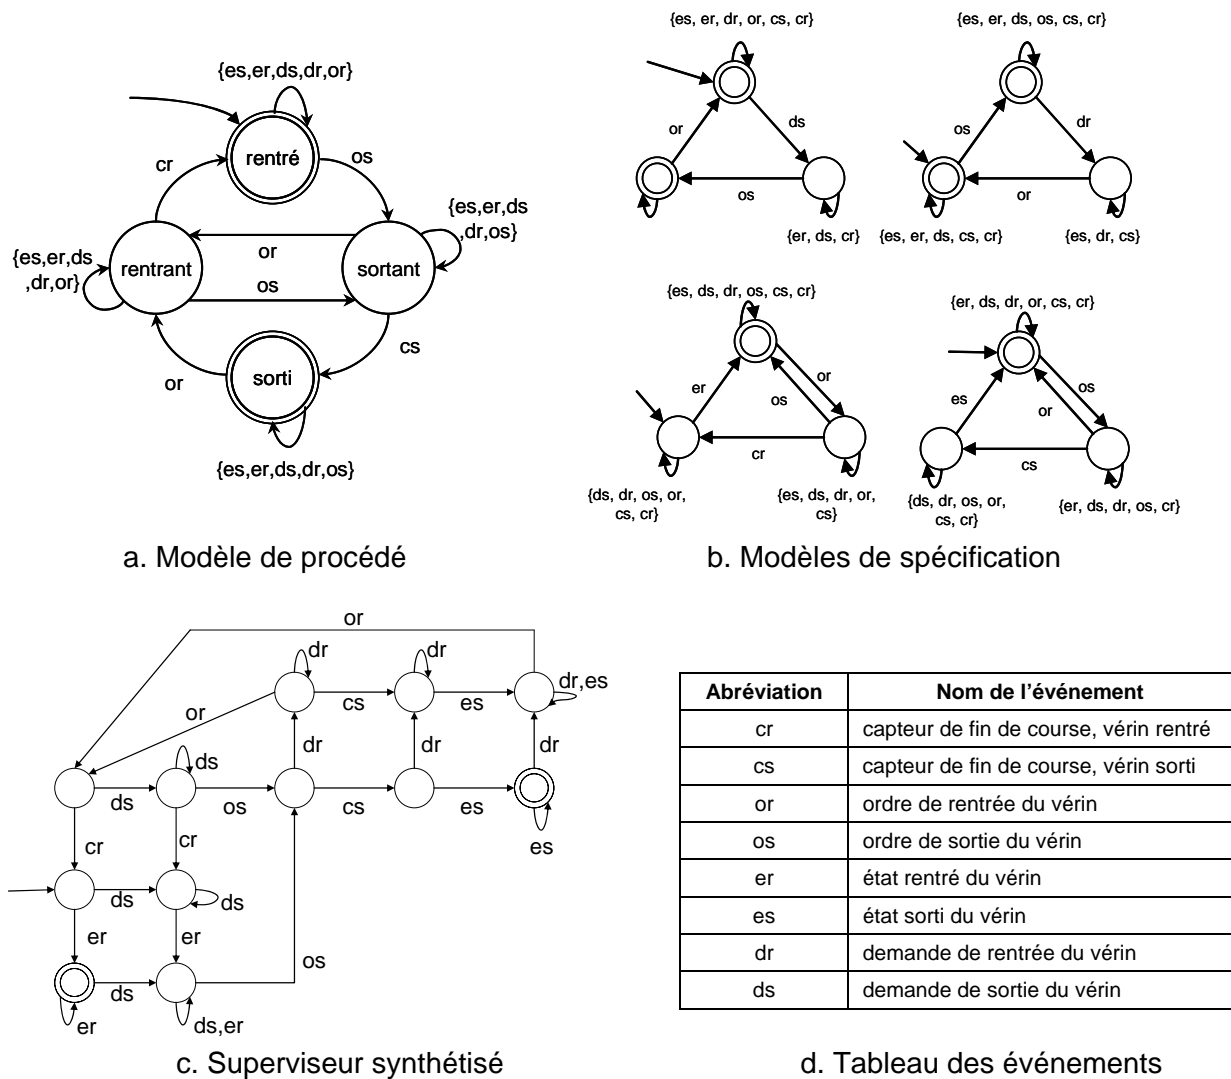 {es,er,ds,dr,or}
rentré
cr
os
{es,er,ds
,dr,os}
{es,er,ds
,dr,or}
rentrant
or
os
sortant
or
cs
sorti
{es,er,ds,dr,os}
a. Modèle de procédé
{es, er, dr, or, cs, cr}
or
ds
os
{er, ds, cr}
{es, er, ds, os, cs, cr}
os
dr
or
{es, er, ds, cs, cr}
{es, dr, cs}
{es, ds, dr, os, cs, cr}
er
or
os
cr
{ds, dr, os, or,
cs, cr}
{es, ds, dr, or,
cs}
{er, ds, dr, or, cs, cr}
es
os
or
cs
{ds, dr, os, or,
cs, cr}
{er, ds, dr, os, cr}
b. Modèles de spécification
or
dr
dr
dr,es
or
cs
es
ds
dr
dr
dr
ds
os
cs
es
es
cr
cr
ds
ds
er
er
os
ds
er
ds,er
c. Superviseur synthétisé
Abréviation Nom de l'événement
cr capteur de fin de course, vérin rentré
cs capteur de fin de course, vérin sorti
or ordre de rentrée du vérin
os ordre de sortie du vérin
er état rentré du vérin
es état sorti du vérin
dr demande de rentrée du vérin
ds demande de sortie du vérin
d. Tableau des événements